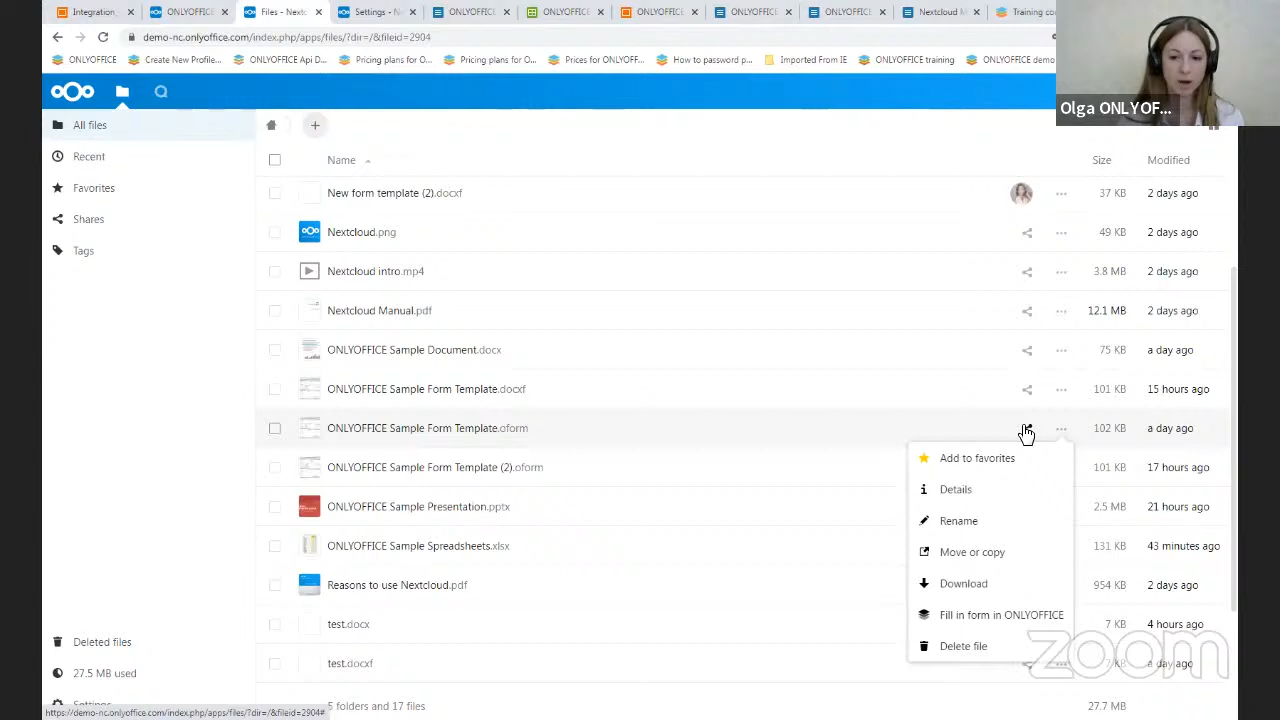 Integration
ONLYOFFICE
Files - Nextc
Settings - N
ONLYOFFICE
ONLYOFFICE
ONLYOFFICE
ONLYOFFICE
ONLYOFFICE
Training.co
demo-nc.onlyoffice.com/index.php/apps/files/?dir=/&fileid=2904
ONLYOFFICE
Create New Profile...
ONLYOFFICE Api D...
Pricing plans for O...
Pricing plans for O...
Prices for ONLYOFF...
How to password p...
Imported From IE
ONLYOFFICE training
ONLYOFFICE demo
Olga ONLYOF...
All files
Recent
Favorites
Shares
Tags
Name Size Modified
New form template (2).docxf 37 KB 2 days ago
Nextcloud.png 49 KB 2 days ago
Nextcloud intro.mp4 3.8 MB 2 days ago
Nextcloud Manual.pdf 12.1 MB 2 days ago
ONLYOFFICE Sample Document.docx 75 KB a day ago
ONLYOFFICE Sample Form Template.docxf 101 KB 15 hours ago
ONLYOFFICE Sample Form Template.oform 102 KB a day ago
ONLYOFFICE Sample Form Template (2).oform 101 KB 17 hours ago
ONLYOFFICE Sample Presentation.pptx 2.5 MB 21 hours ago
ONLYOFFICE Sample Spreadsheets.xlsx 131 KB 43 minutes ago
Reasons to use Nextcloud.pdf 954 KB 2 days ago
test.docx 7 KB 4 hours ago
test.docxf 7 KB a day ago
5 folders and 17 files 27.7 MB
Add to favorites
Details
Rename
Move or copy
Download
Fill in form in ONLYOFFICE
Delete file
Deleted files
27.5 MB used
Settings
https://demo-nc.onlyoffice.com/index.php/apps/files/?dir=/&fileid=2904#
zoom